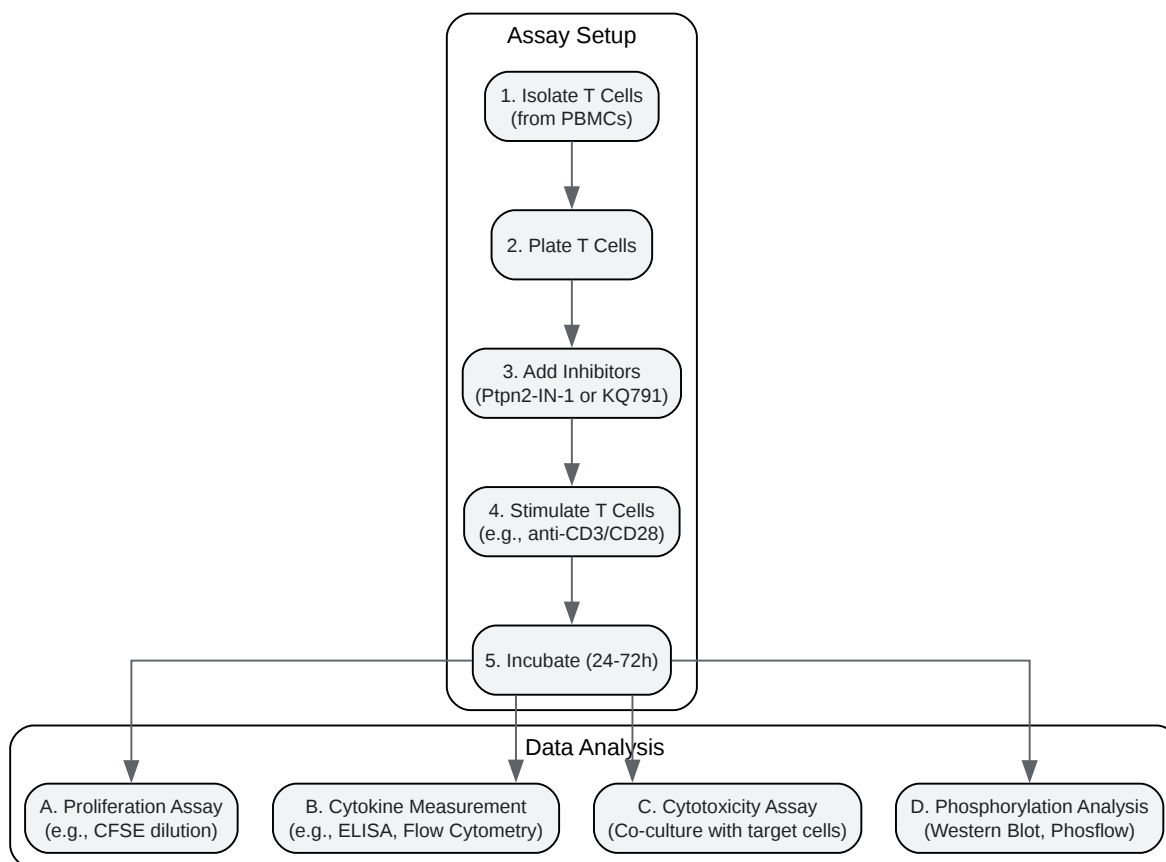 Assay Setup
1. Isolate T Cells
(from PBMCs)
2. Plate T Cells
3. Add Inhibitors
(Ptpn2-IN-1 or KQ791)
4. Stimulate T Cells
(e.g., anti-CD3/CD28)
5. Incubate (24-72h)
Data Analysis
A. Proliferation Assay
(e.g., CFSE dilution)
B. Cytokine Measurement
(e.g., ELISA, Flow Cytometry)
C. Cytotoxicity Assay
(Co-culture with target cells)
D. Phosphorylation Analysis
(Western Blot, Phosflow)